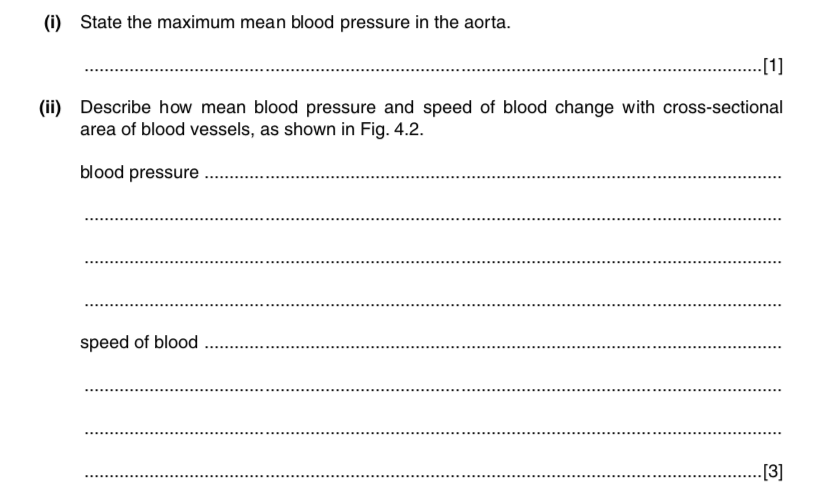 (i) State the maximum mean blood pressure in the aorta.
..............................................................................................................................[1]
(ii) Describe how mean blood pressure and speed of blood change with cross-sectional
area of blood vessels, as shown in Fig. 4.2.
blood pressure ..............................................................................................................
..............................................................................................................................
..............................................................................................................................
..............................................................................................................................
speed of blood ..............................................................................................................
..............................................................................................................................
..............................................................................................................................
..............................................................................................................................[3]